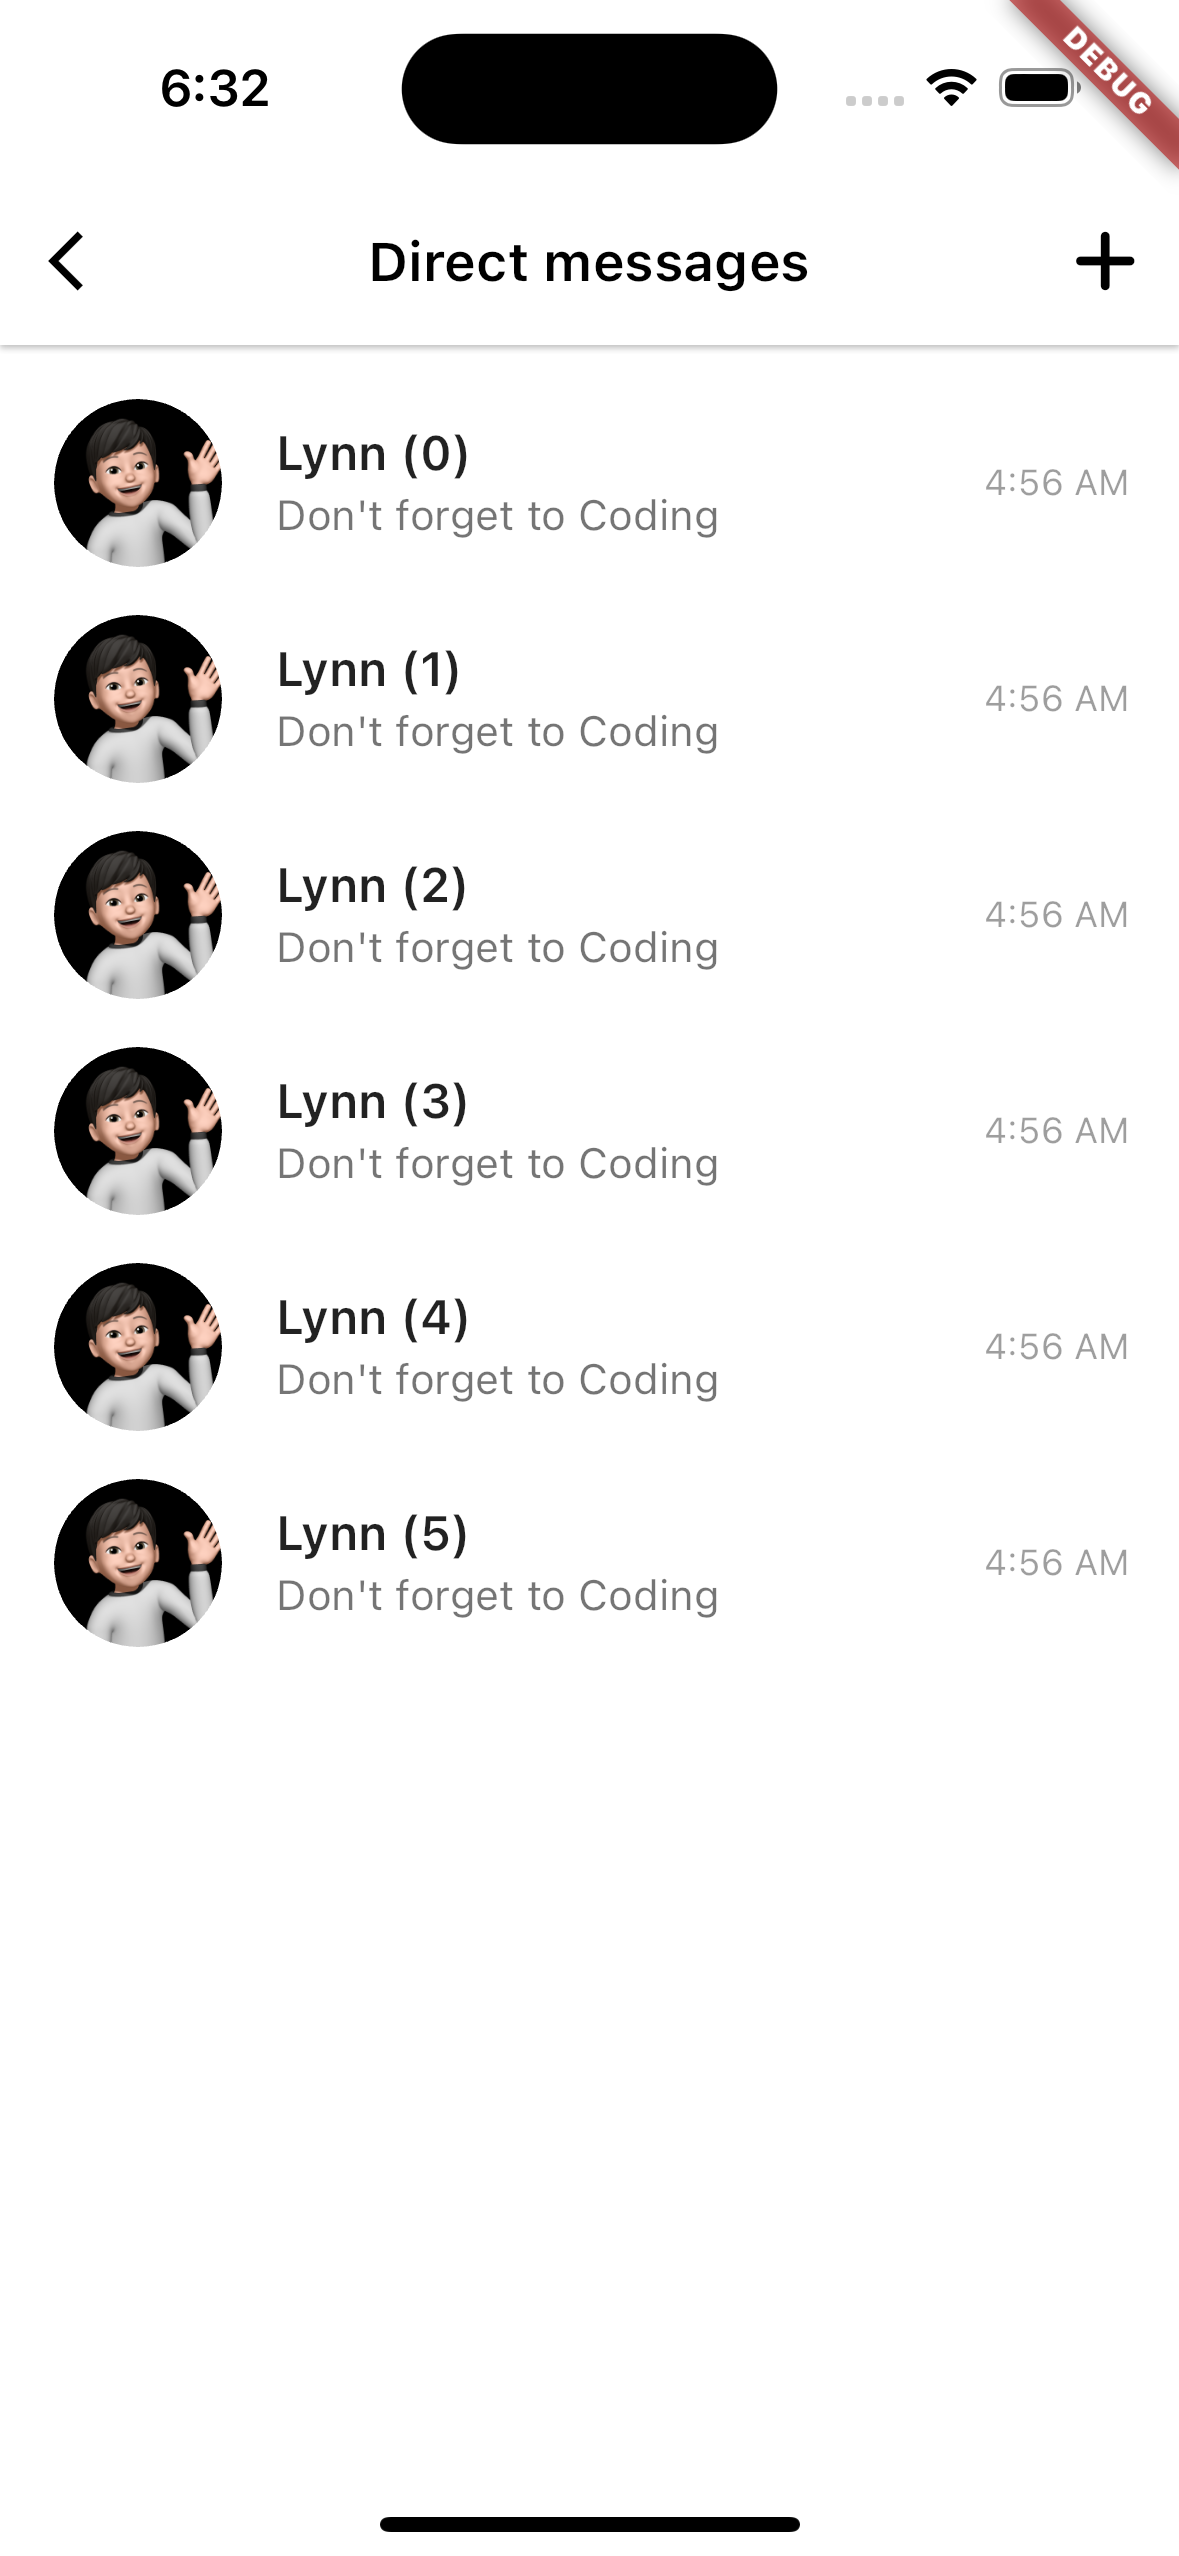 6:32
DEBUG
Direct messages
Lynn (0)
Don't forget to Coding
4:56 AM
Lynn (1)
Don't forget to Coding
4:56 AM
Lynn (2)
Don't forget to Coding
4:56 AM
Lynn (3)
Don't forget to Coding
4:56 AM
Lynn (4)
Don't forget to Coding
4:56 AM
Lynn (5)
Don't forget to Coding
4:56 AM